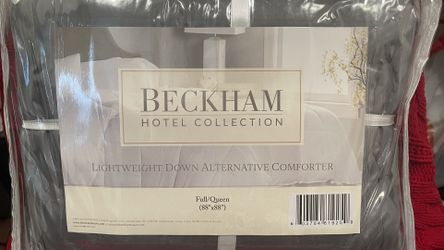 BECKHAM
HOTEL COLLECTION
LIGHTWEIGHT DOWN ALTERNATIVE COMFORTER
Full/Queen
(88"x88")